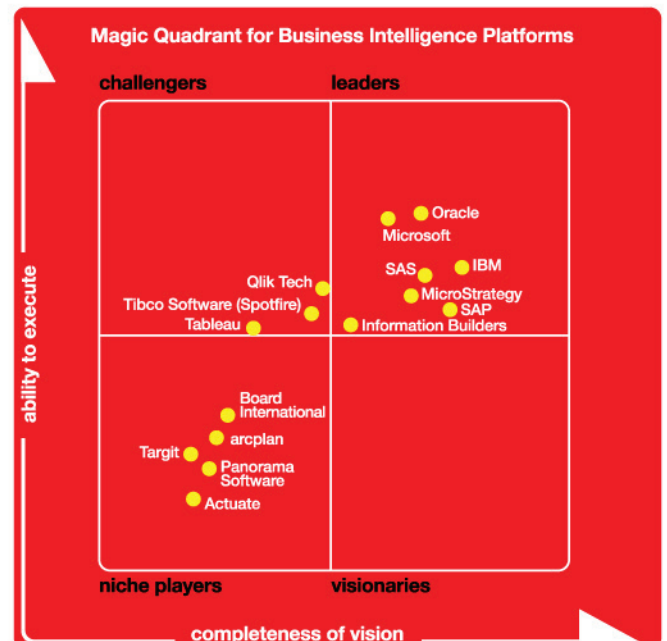 Magic Quadrant for Business Intelligence Platforms
challengers
leaders
Oracle
Microsoft
IBM
SAS
Qlik Tech
MicroStrategy
Tibco Software (Spotfire)
SAP
Tableau
Information Builders
ability to execute
Board
International
arcplan
Targit
Panorama
Software
Actuate
niche players
visionaries
completeness of vision